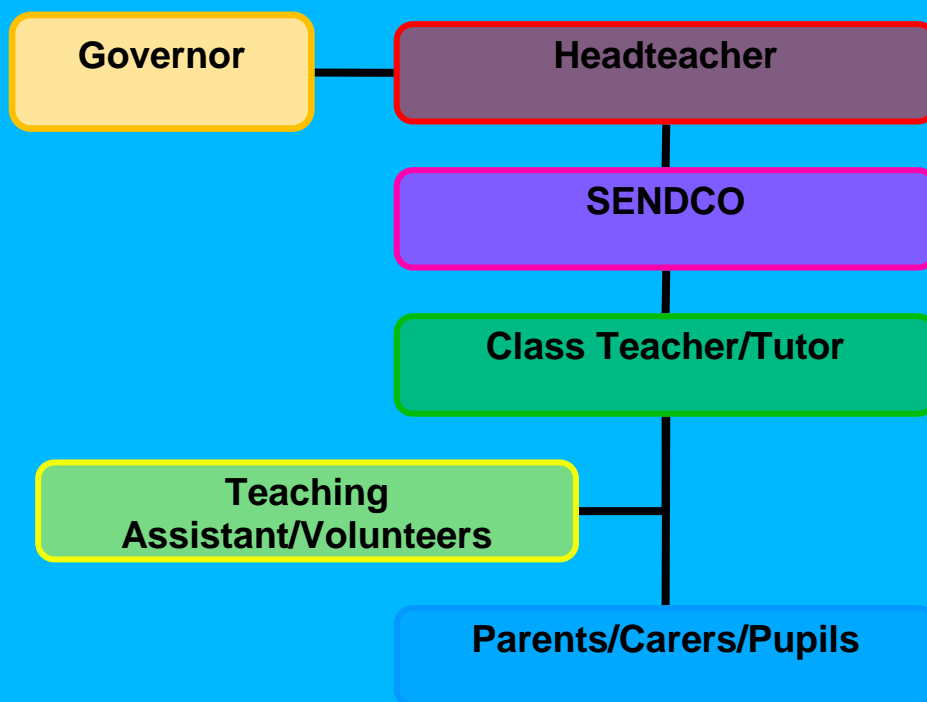 Governor
Headteacher
SENDCO
Class Teacher/Tutor
Teaching
Assistant/Volunteers
Parents/Carers/Pupils